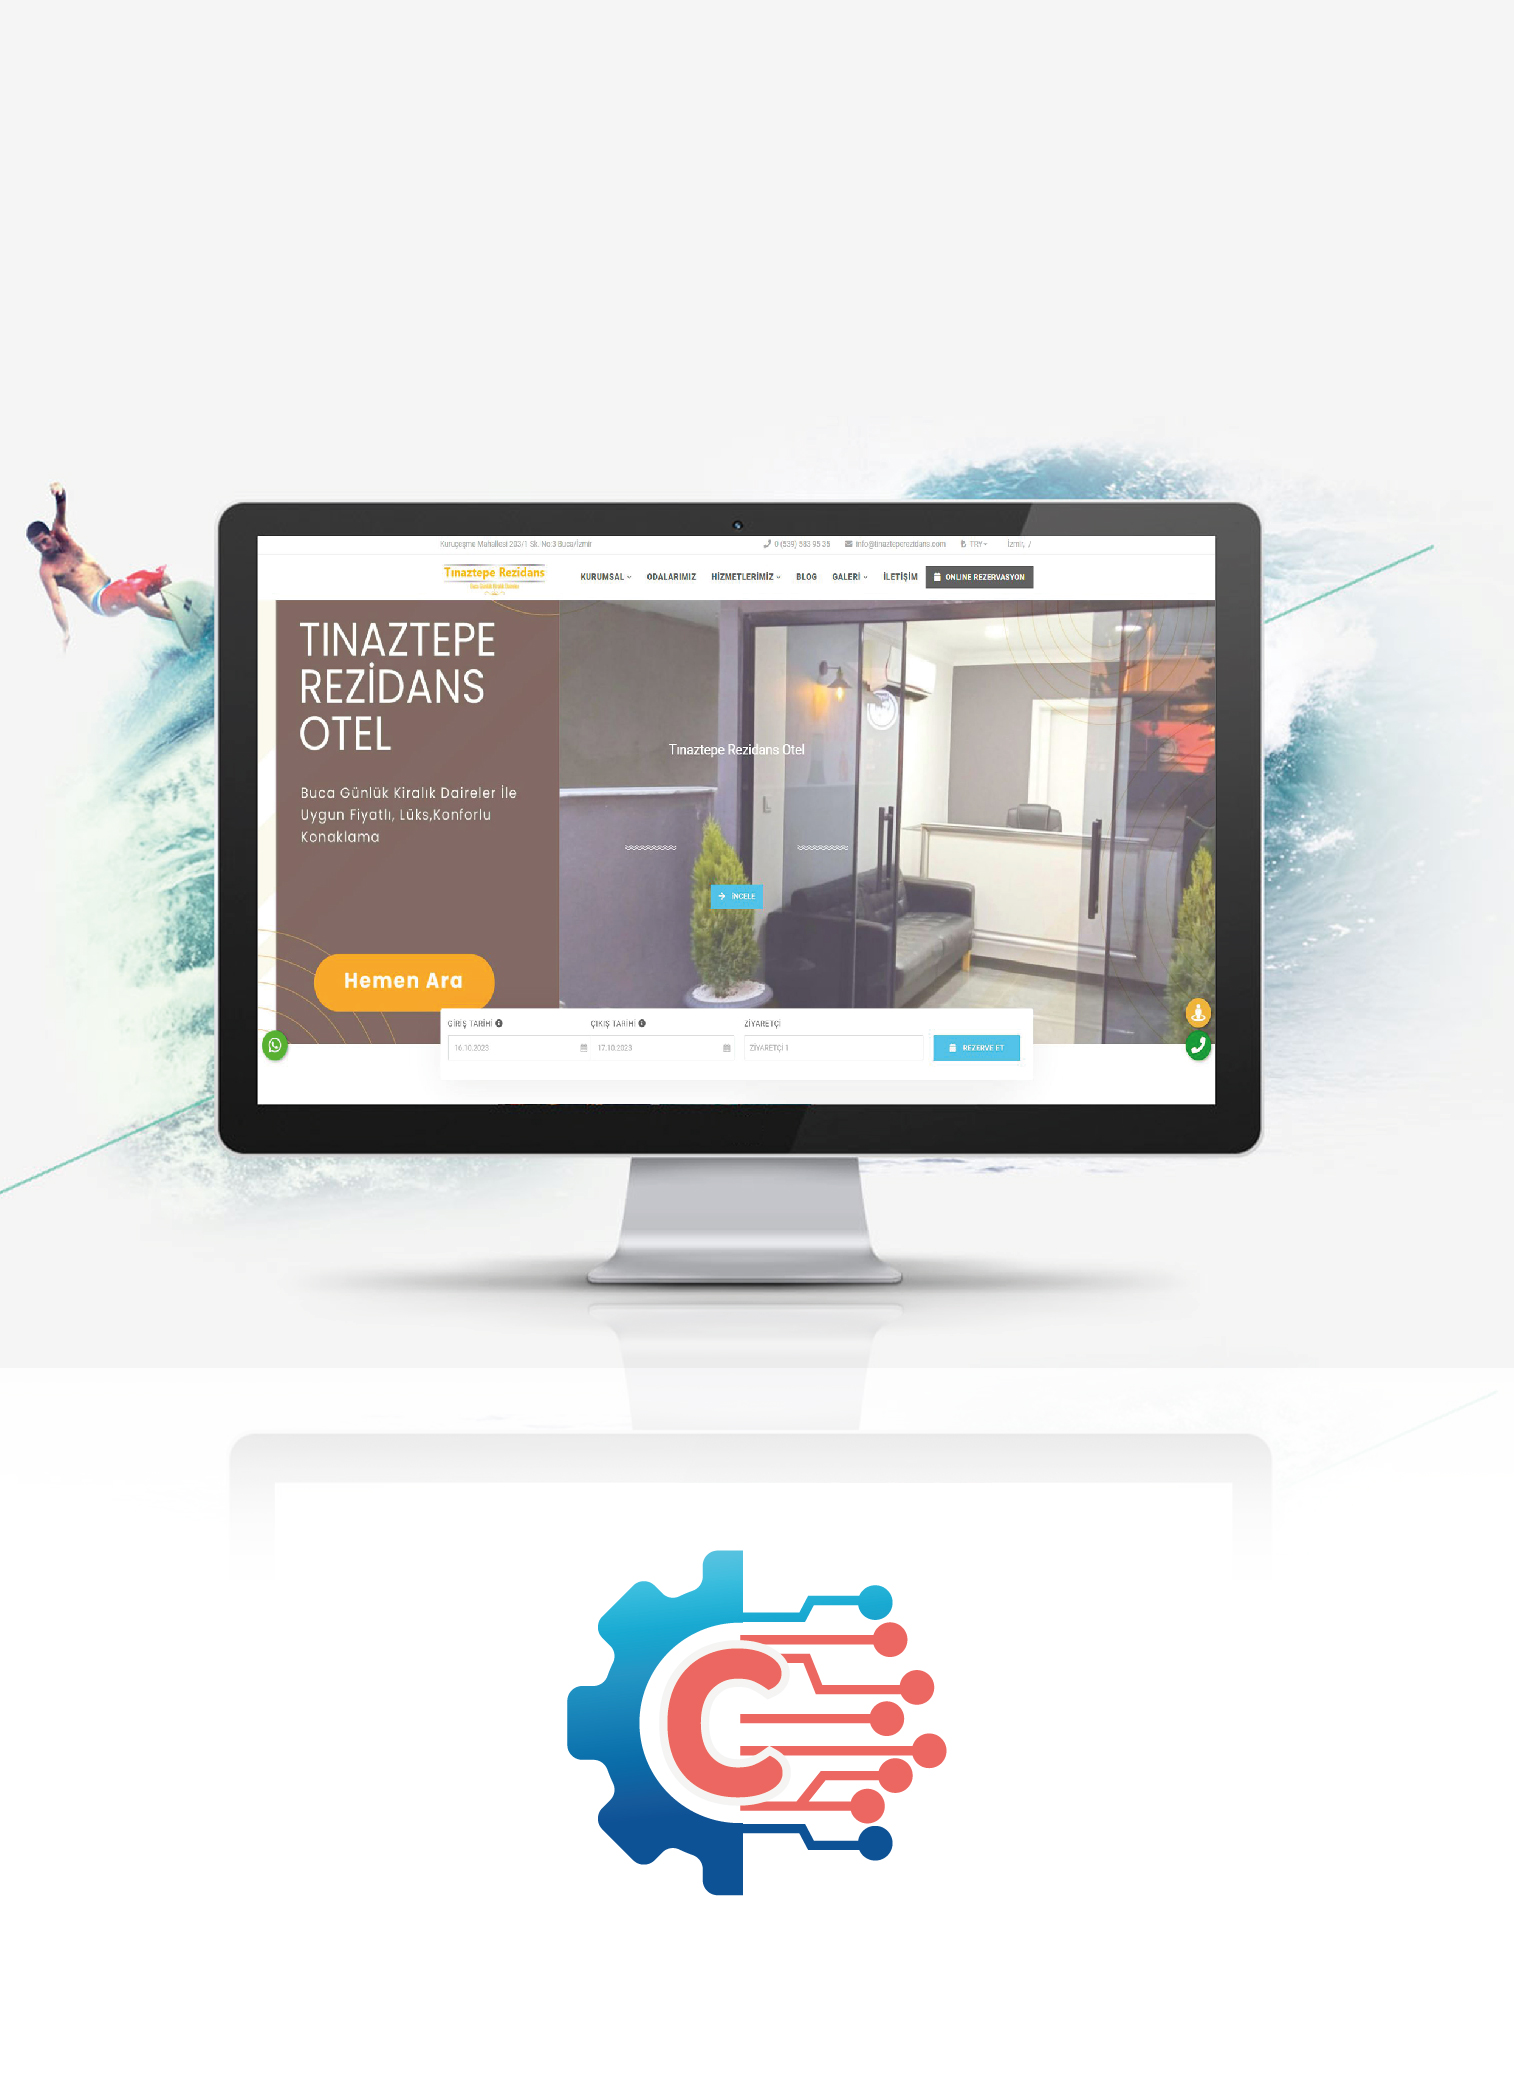 Kuruçeşme Mahallesi 203/1 Sk. No:3 Buca/İzmir
0 (539) 583 95 35 info@tinazteperezidans.com ₺ TRY İzmir, /
Tınaztepe Rezidans
KURUMSAL ODALARIMIZ HİZMETLERİMİZ BLOG GALERİ İLETİŞİM ONLINE REZERVASYON
TINAZTEPE
REZİDANS
OTEL
Buca Günlük Kiralık Daireler İle
Uygun Fiyatlı, Lüks,Konforlu
Konaklama
Hemen Ara
Tınaztepe Rezidans Otel
İNCELE
GİRİŞ TARİHİ ÇIKIŞ TARİHİ ZİYARETÇİ
16.10.2023 17.10.2023 ZİYARETÇİ 1 REZERVE ET
C